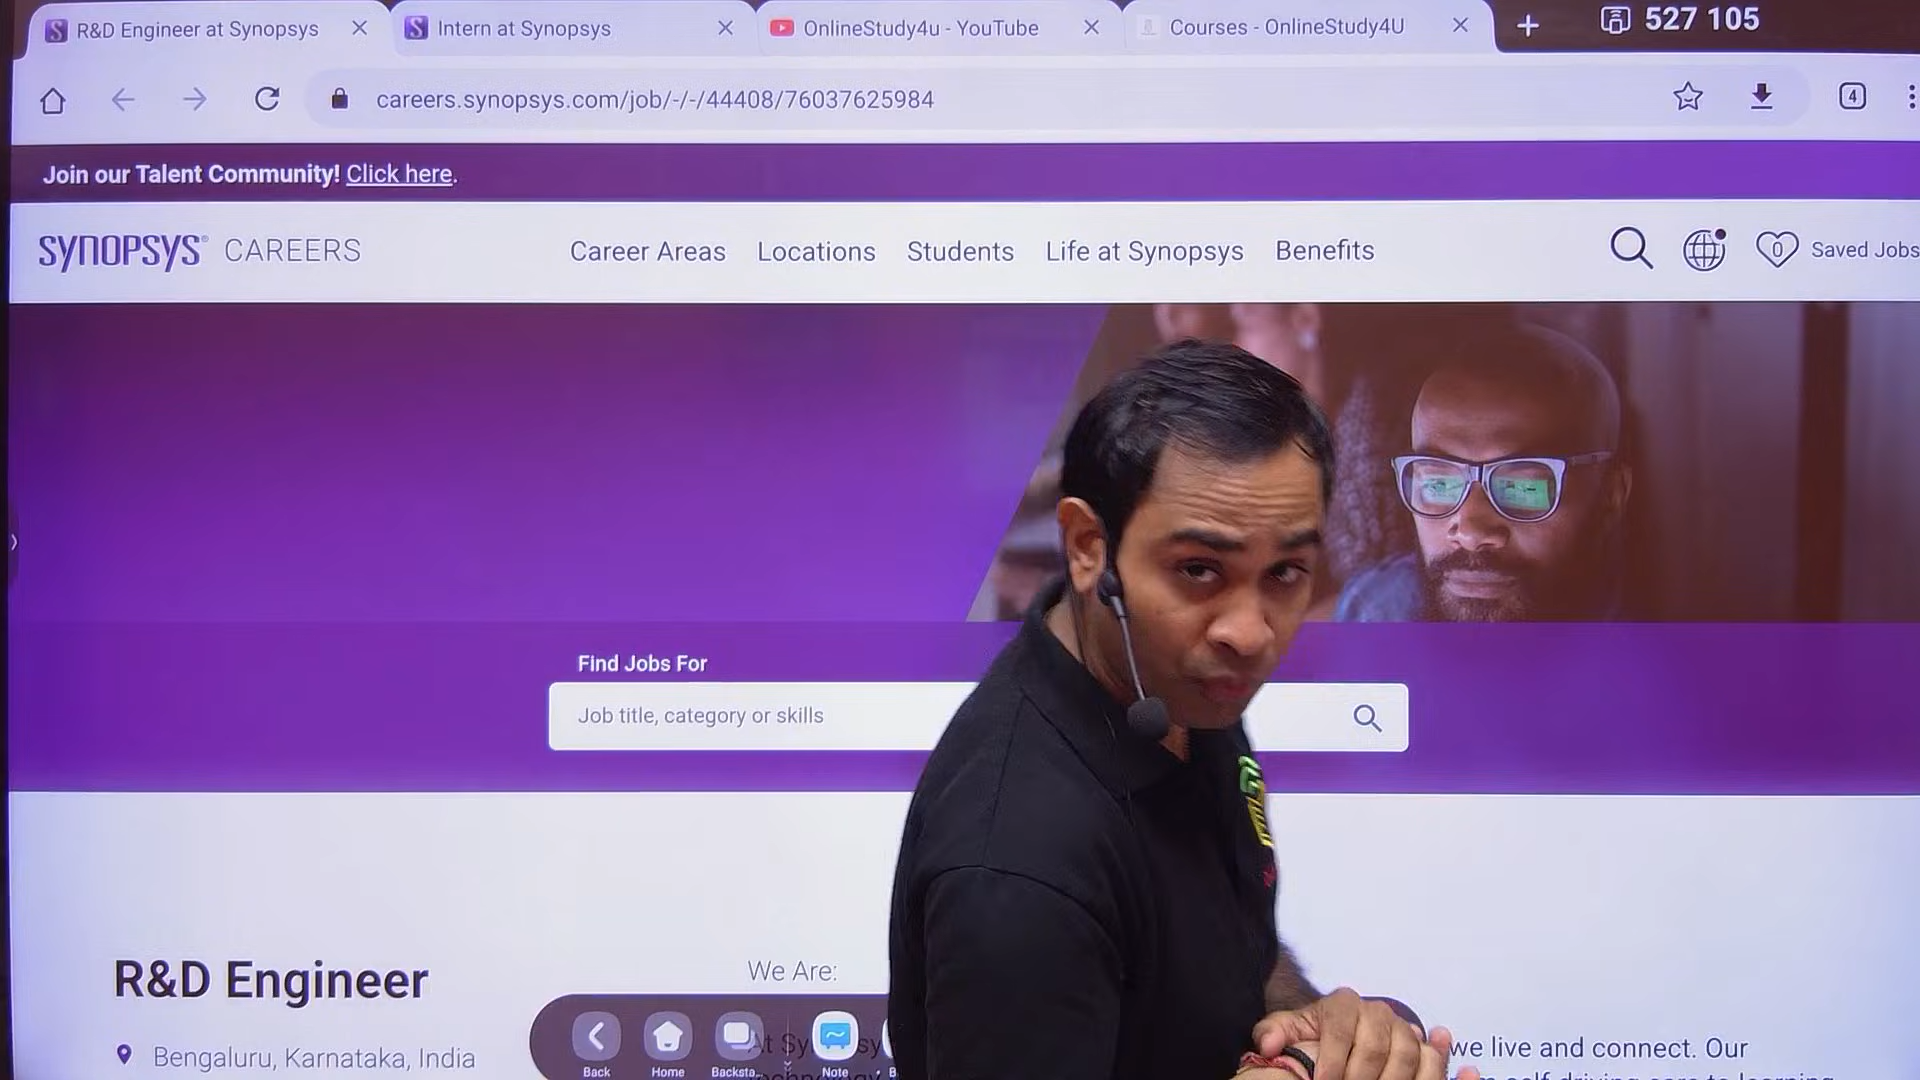 R&D Engineer at Synopsys
Intern at Synopsys
OnlineStudy4u - YouTube
Courses - OnlineStudy4U
527 105
careers.synopsys.com/job/-/-/44408/76037625984
4
Join our Talent Community! Click here.
SYNOPSYS® CAREERS
Career Areas
Locations
Students
Life at Synopsys
Benefits
0
Saved Jobs
Find Jobs For
Job title, category or skills
R&D Engineer
We Are:
Bengaluru, Karnataka, India
we live and connect. Our
Back
Home
Backsta...
Note